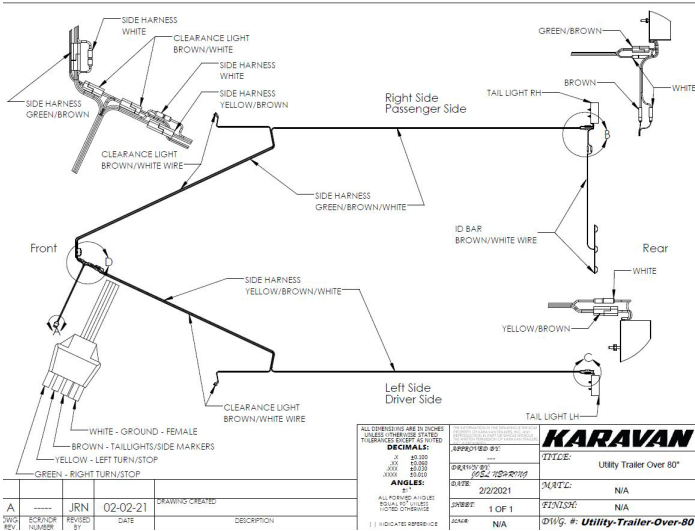 SIDE HARNESS
WHITE
CLEARANCE LIGHT
BROWN/WHITE
SIDE HARNESS
WHITE
SIDE HARNESS
YELLOW/BROWN
SIDE HARNESS
GREEN/BROWN
CLEARANCE LIGHT
BROWN/WHITE WIRE
Right Side
Passenger Side
TAIL LIGHT RH
GREEN/BROWN
BROWN
WHITE
B
SIDE HARNESS
GREEN/BROWN/WHITE
ID BAR
BROWN/WHITE WIRE
Front
Rear
D
SIDE HARNESS
YELLOW/BROWN/WHITE
WHITE
YELLOW/BROWN
A
C
Left Side
Driver Side
CLEARANCE LIGHT
BROWN/WHITE WIRE
TAIL LIGHT LH
WHITE - GROUND - FEMALE
BROWN - TAILLIGHTS/SIDE MARKERS
YELLOW - LEFT TURN/STOP
GREEN - RIGHT TURN/STOP
ALL DIMENSIONS ARE IN INCHES
UNLESS OTHERWISE STATED
TOLERANCES EXCEPT AS NOTED
DECIMALS:
.X ±0.100
.XX ±0.060
.XXX ±0.030
.XXXX ±0.010
ANGLES:
±1°
ALL FORMED ANGLES
EQUAL 90° UNLESS
NOTED OTHERWISE
( ) INDICATES REFERENCE
APPROVED BY:
---
DRAWN BY:
JOEL NEHRING
DATE:
2/2/2021
SHEET:
1 OF 1
SCALE:
N/A
KARAVAN
TITLE:
Utility Trailer Over 80"
MAT'L:
N/A
FINISH:
N/A
DWG. #: Utility-Trailer-Over-80
A ----- JRN 02-02-21 DRAWING CREATED
DWG REV. ECR/NDR NUMBER REVISED BY DATE DESCRIPTION